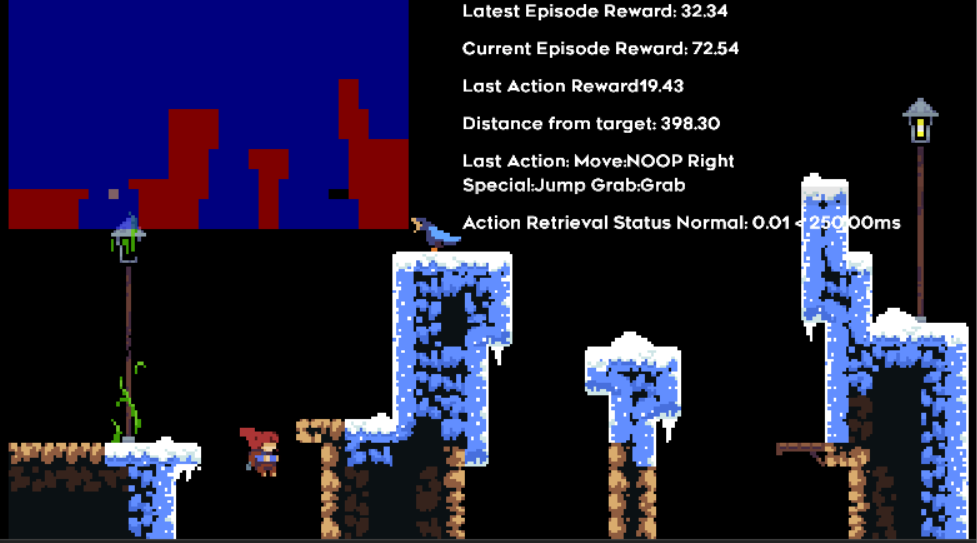 Latest Episode Reward: 32.34
Current Episode Reward: 72.54
Last Action Reward19.43
Distance from target: 398.30
Last Action: Move:NOOP Right
Special:Jump Grab:Grab
Action Retrieval Status Normal: 0.01 < 250.00ms